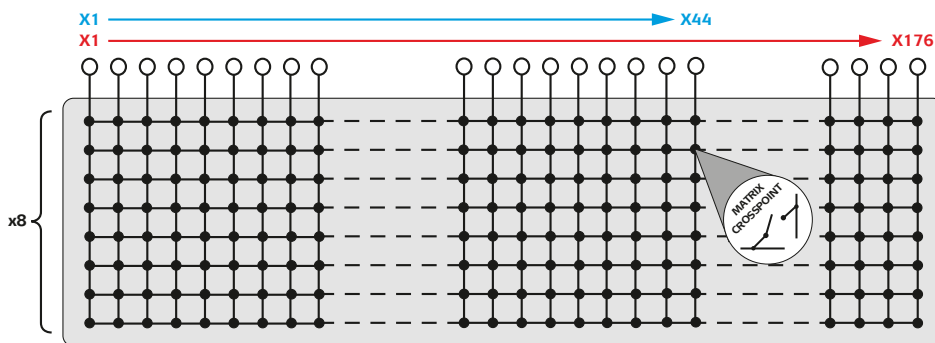 X1 X44
X1 X176
x8
MATRIX
CROSSPOINT